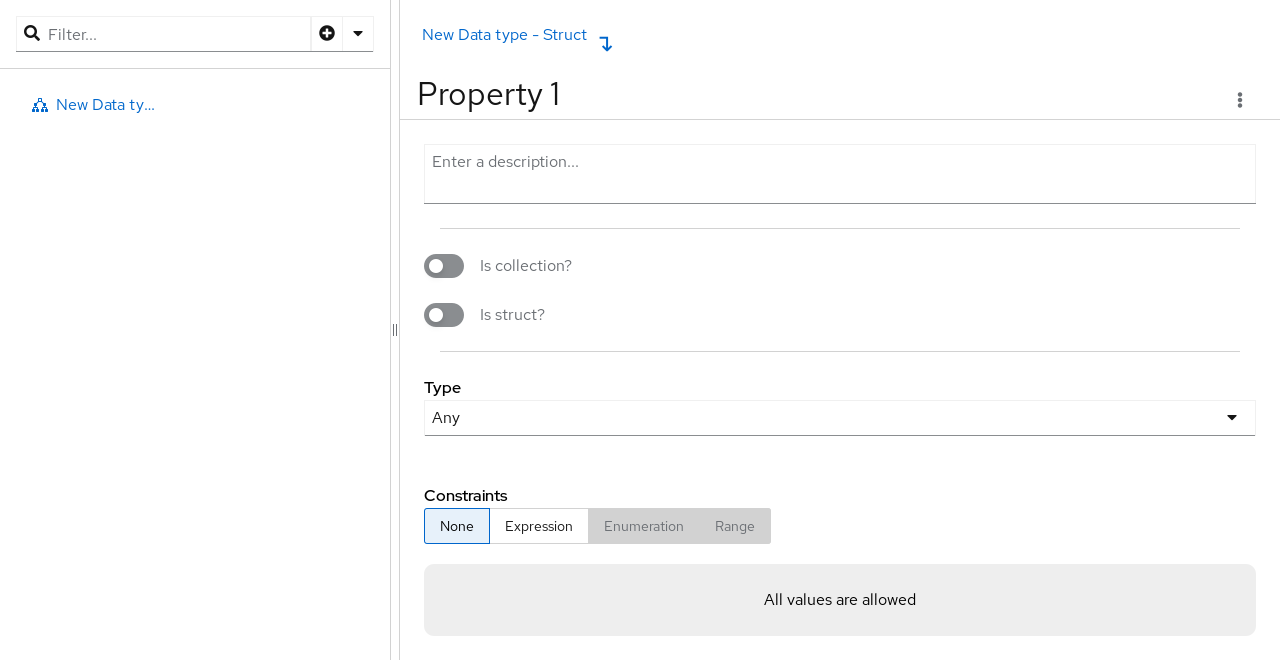 Filter...
New Data ty...
New Data type - Struct
Property 1
Enter a description...
Is collection?
Is struct?
Type
Any
Constraints
None Expression Enumeration Range
All values are allowed